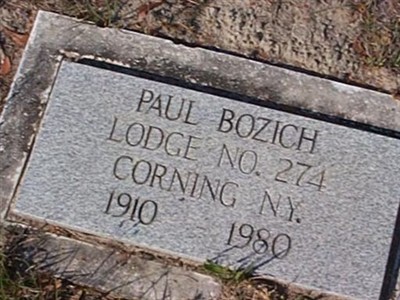 PAUL BOZICH
LODGE NO. 274
CORNING N.Y.
1910 1980